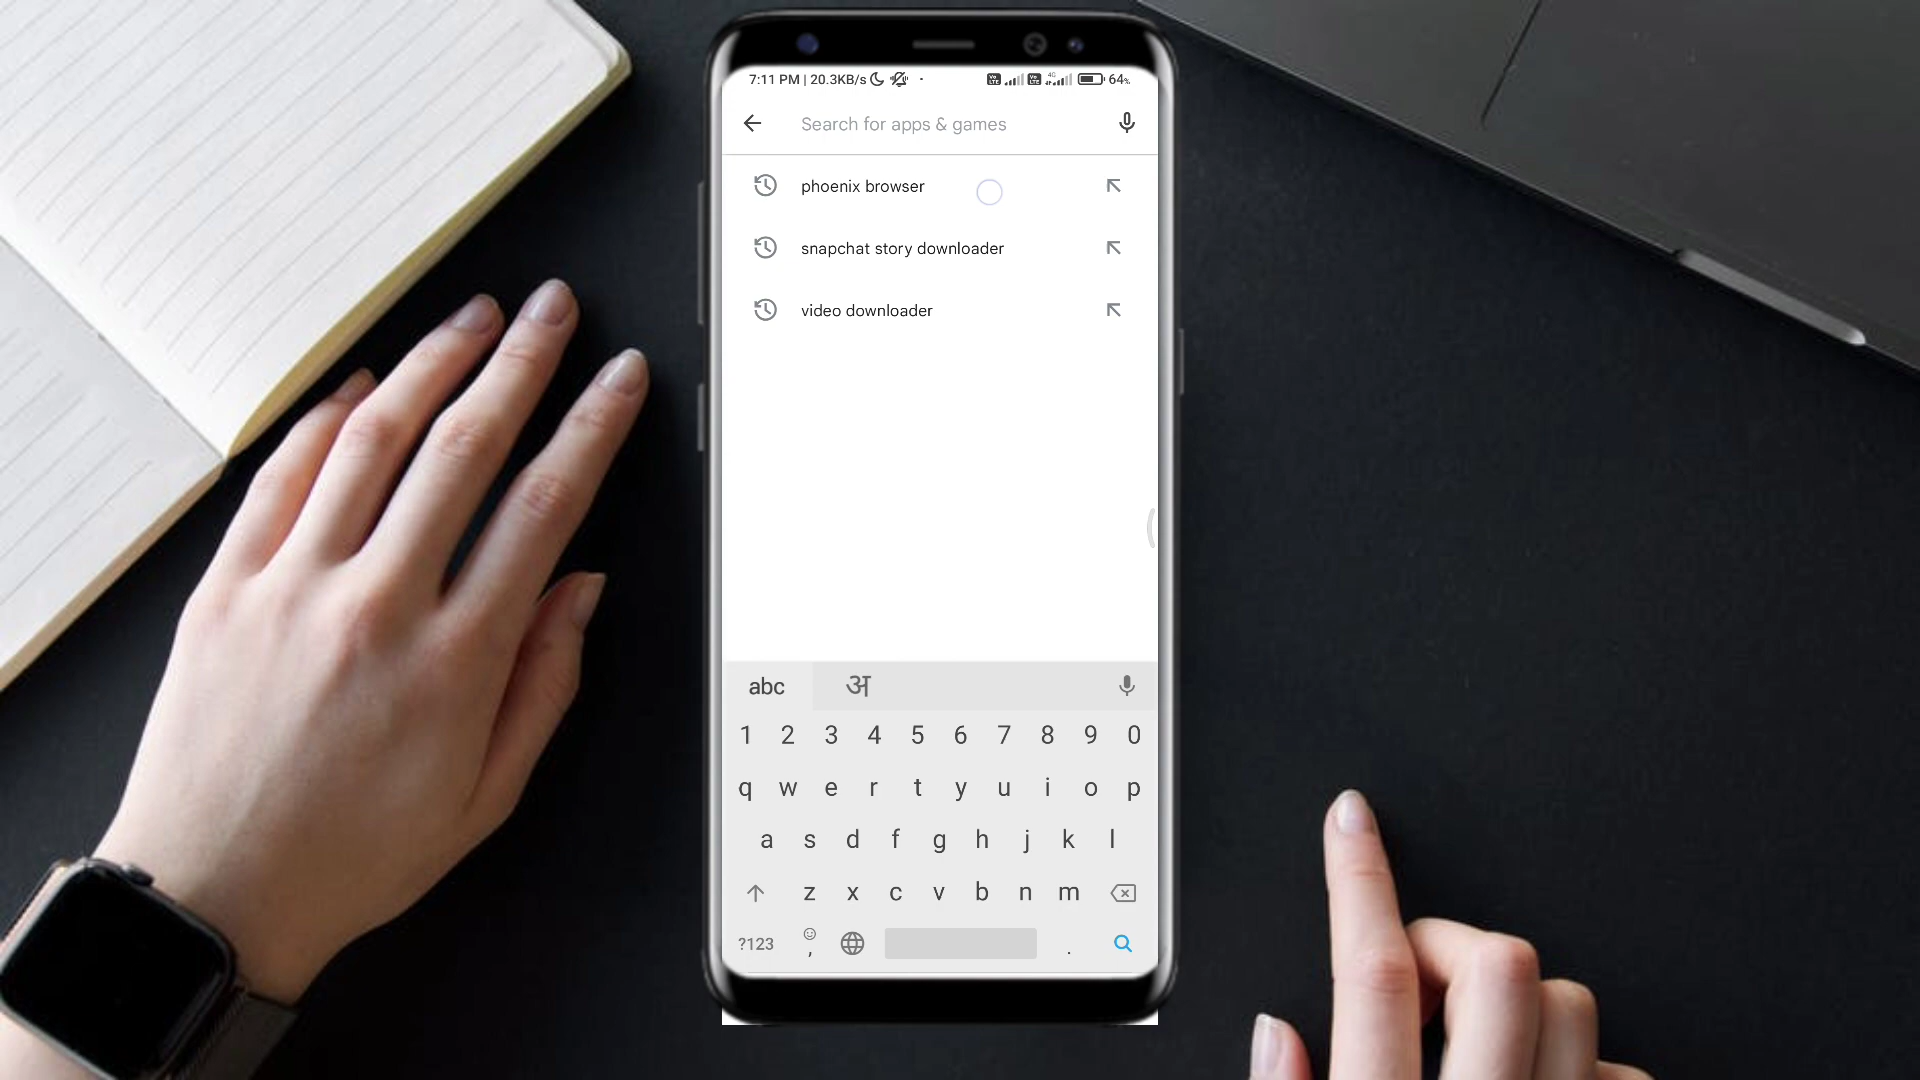 7:11 PM | 20.3KB/s 64%
Search for apps & games
phoenix browser
snapchat story downloader
video downloader
abc अ
1 2 3 4 5 6 7 8 9 0
q w e r t y u i o p
a s d f g h j k l
z x c v b n m
?123 , .